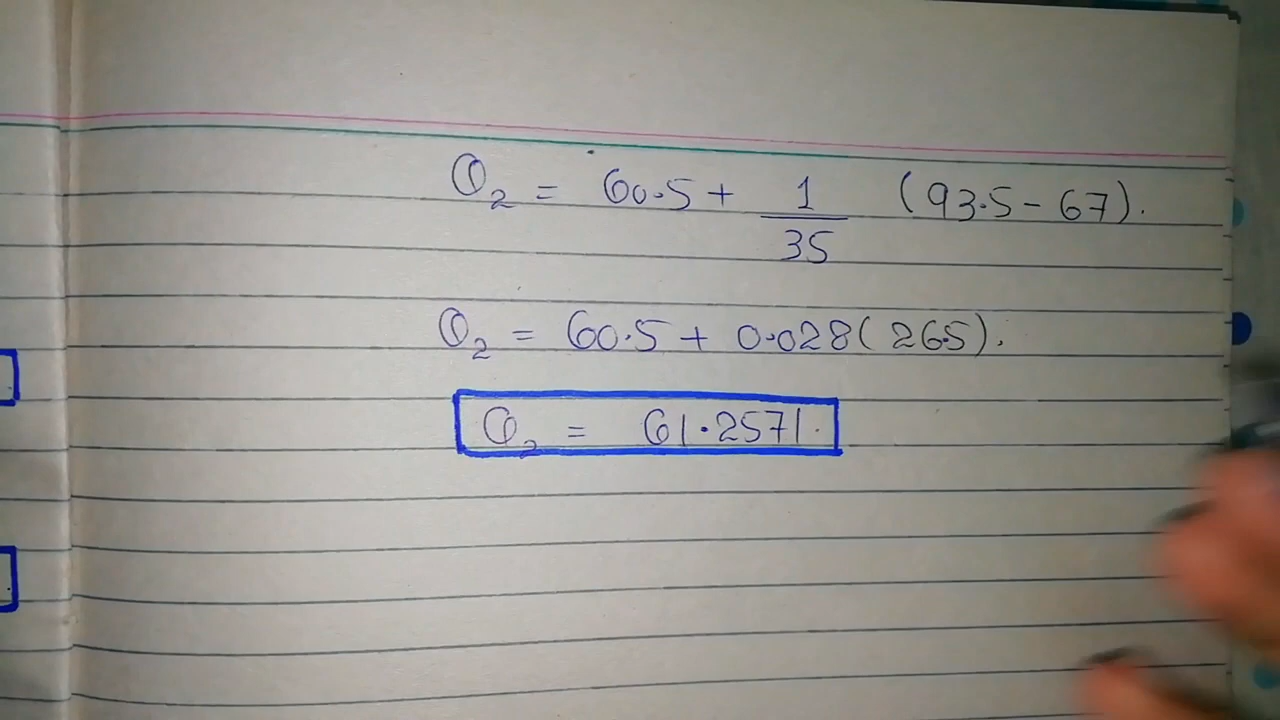 Q₂ = 60.5 + 1/35 (93.5 - 67).
Q₂ = 60.5 + 0.028(26.5).
Q₂ = 61.2571.